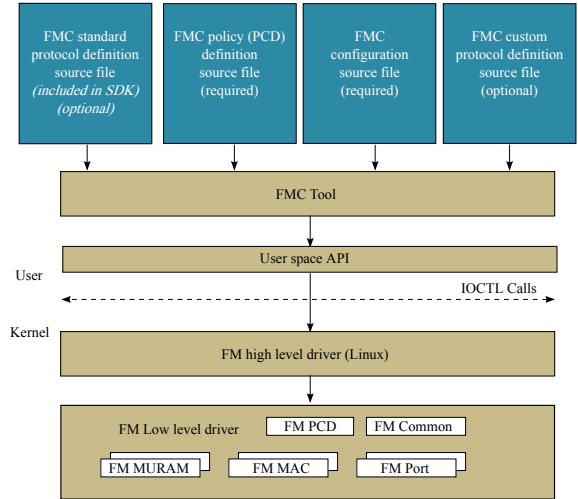 FMC standard
protocol definition
source file
(included in SDK)
(optional)
FMC policy (PCD)
definition
source file
(required)
FMC
configuration
source file
(required)
FMC custom
protocol definition
source file
(optional)
FMC Tool
User space API
User
IOCTL Calls
Kernel
FM high level driver (Linux)
FM Low level driver
FM PCD
FM Common
FM MURAM
FM MAC
FM Port